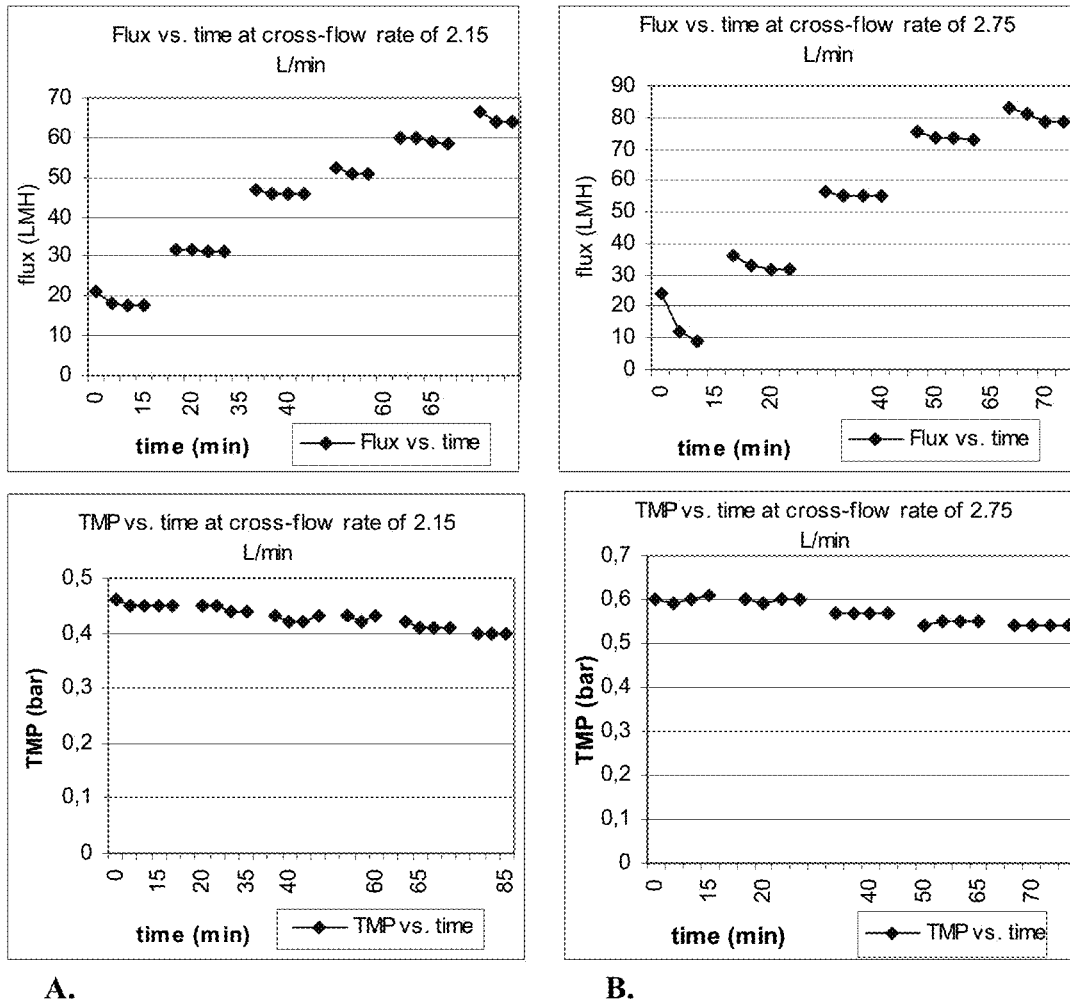 Flux vs. time at cross-flow rate of 2.15
L/min
70
60
50
40
30
20
10
0
flux (LMH)
0
15
20
35
40
60
65
time (min)
Flux vs. time
Flux vs. time at cross-flow rate of 2.75
L/min
90
80
70
60
50
40
30
20
10
0
flux (LMH)
0
15
20
40
50
65
70
time (min)
Flux vs. time
TMP vs. time at cross-flow rate of 2.15
L/min
0,5
0,4
0,3
0,2
0,1
0
TMP (bar)
0
15
20
35
40
60
65
85
time (min)
TMP vs. time
TMP vs. time at cross-flow rate of 2.75
L/min
0,7
0,6
0,5
0,4
0,3
0,2
0,1
0
TMP (bar)
0
15
20
40
50
65
70
time (min)
TMP vs. time
A.
B.